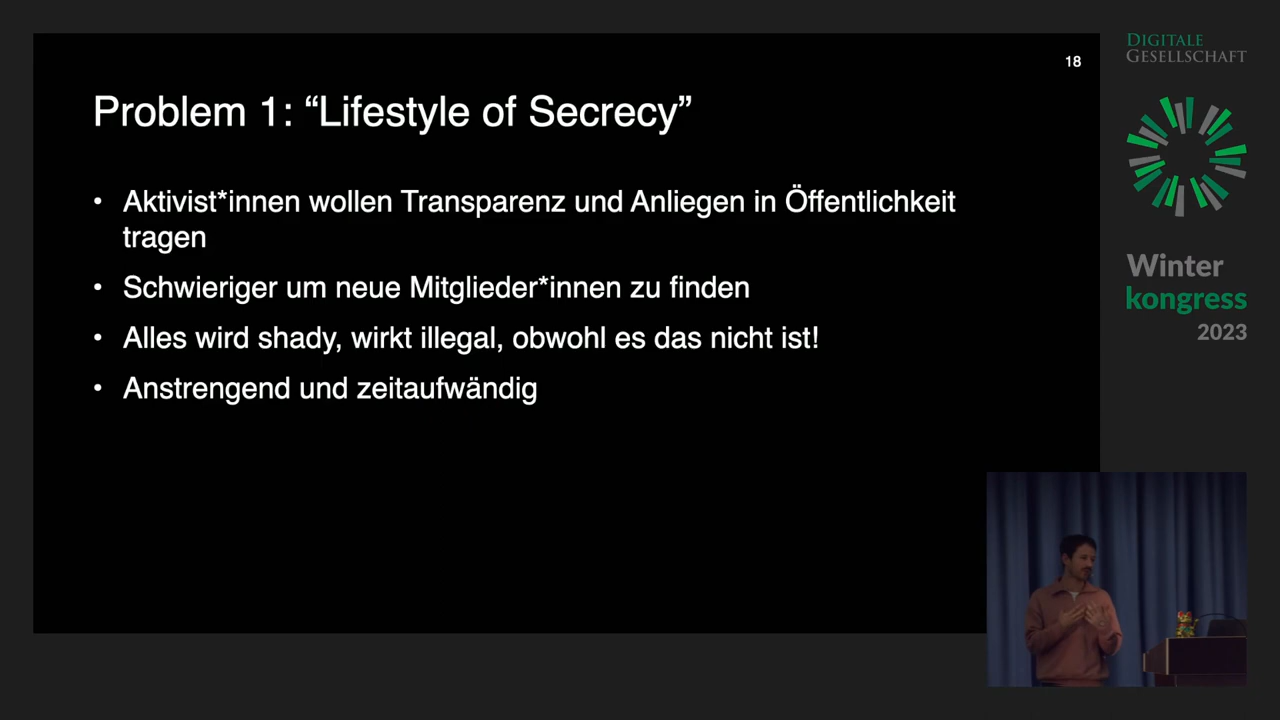 18
Problem 1: “Lifestyle of Secrecy”
• Aktivist*innen wollen Transparenz und Anliegen in Öffentlichkeit
tragen
• Schwieriger um neue Mitglieder*innen zu finden
• Alles wird shady, wirkt illegal, obwohl es das nicht ist!
• Anstrengend und zeitaufwändig
DIGITALE
GESELLSCHAFT
Winter
kongress
2023